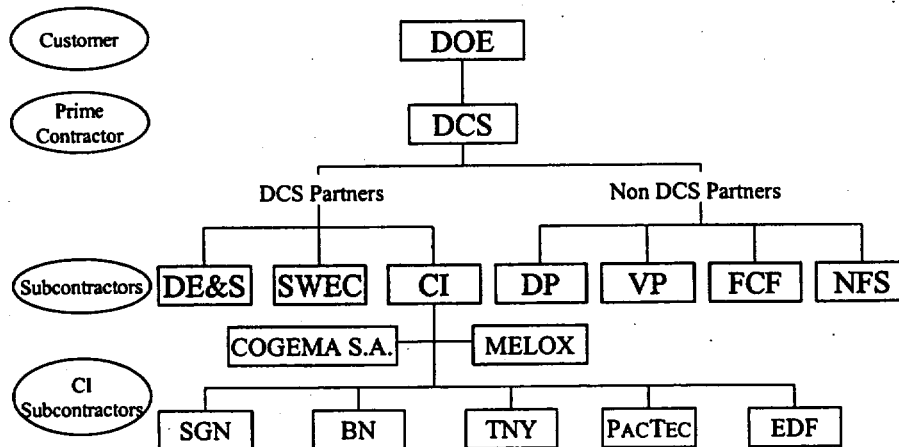 Customer
DOE
Prime
Contractor
DCS
DCS Partners
Non DCS Partners
Subcontractors
DE&S
SWEC
CI
DP
VP
FCF
NFS
COGEMA S.A.
MELOX
CI
Subcontractors
SGN
BN
TNY
PACTEC
EDF